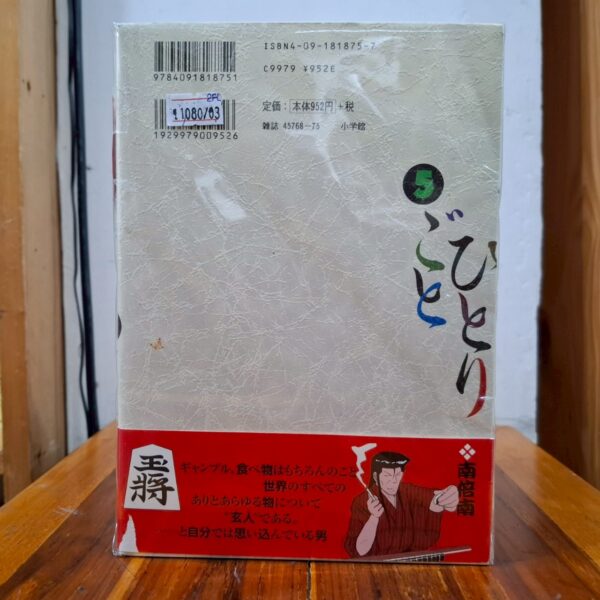 ISBN4-09-181875-7
9784091818751
C9979 ¥952E
2FC
11080/03
1929979009526
定価：本体952円+税
雑誌 45768-75 小学館
5
ひとり
ごと
玉将
ギャンブル、食べ物はもちろんのこと
世界のすべての
ありとあらゆる物について
“玄人”である。
と自分では思い込んでいる男
南倍南